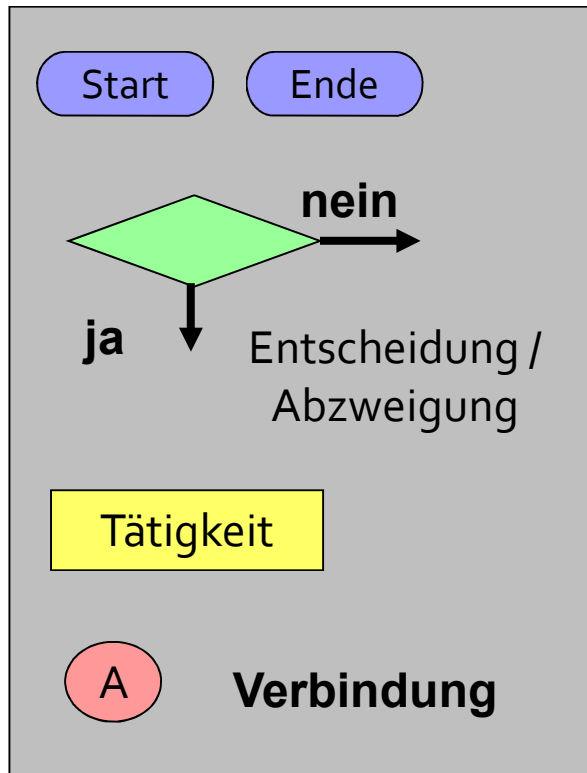 Start
Ende
nein
ja
Entscheidung /
Abzweigung
Tätigkeit
A
Verbindung